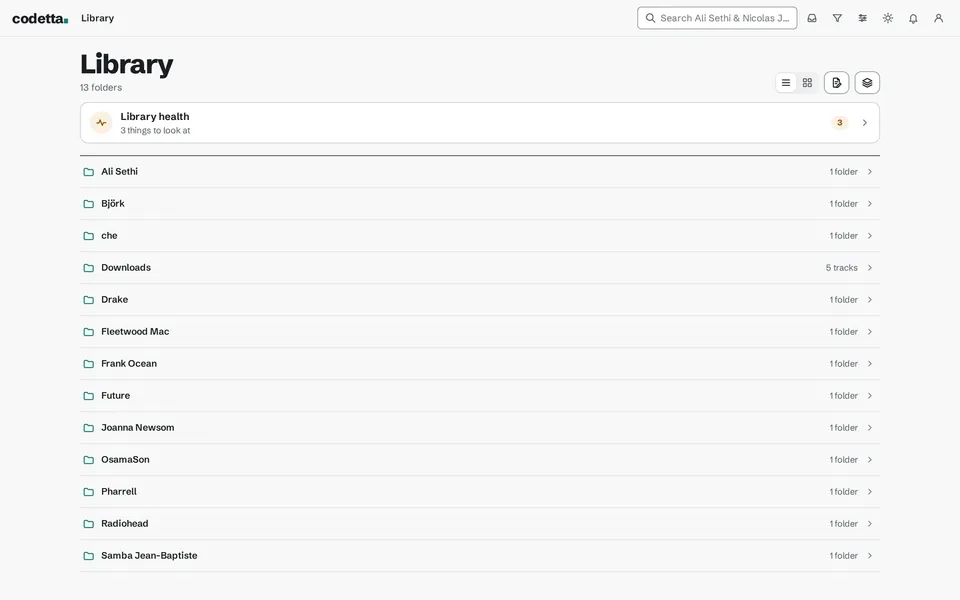 codetta.
Library
Search Ali Sethi & Nicolas J...
Library
13 folders
Library health
3 things to look at
3
Ali Sethi
1 folder
Björk
1 folder
che
1 folder
Downloads
5 tracks
Drake
1 folder
Fleetwood Mac
1 folder
Frank Ocean
1 folder
Future
1 folder
Joanna Newsom
1 folder
OsamaSon
1 folder
Pharrell
1 folder
Radiohead
1 folder
Samba Jean-Baptiste
1 folder